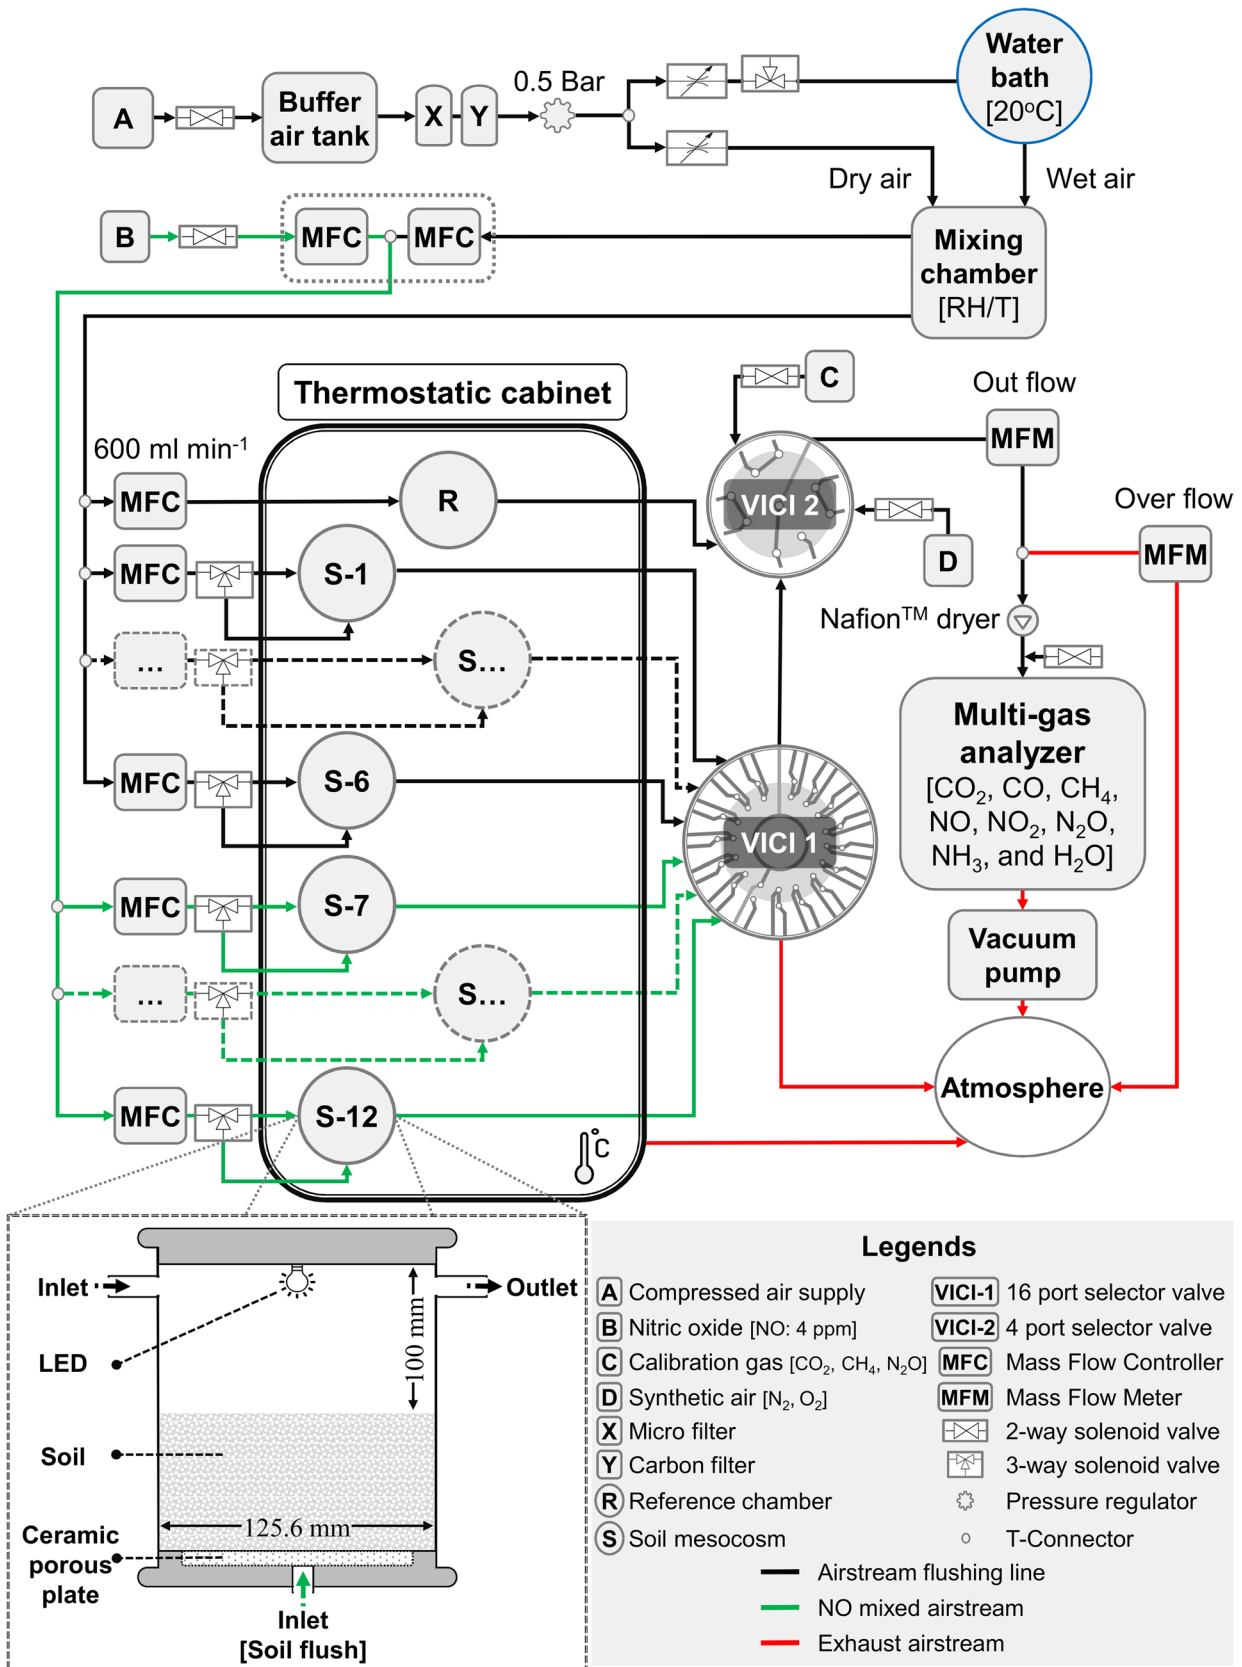 Water
bath
[20°C]
0.5 Bar
A
Buffer
air tank
X
Y
Dry air
Wet air
B
MFC
MFC
Mixing
chamber
[RH/T]
Thermostatic cabinet
C
Out flow
MFM
600 ml min-1
MFC
R
VICI 2
Over flow
MFM
D
MFC
S-1
Nafion™ dryer
...
S...
Multi-gas
analyzer
[CO2, CO, CH4,
NO, NO2, N2O,
NH3, and H2O]
MFC
S-6
VICI 1
MFC
S-7
Vacuum
pump
...
S...
Atmosphere
MFC
S-12
°C
Inlet
Outlet
100 mm
LED
Soil
125.6 mm
Ceramic
porous
plate
Inlet
[Soil flush]
Legends
A Compressed air supply
VICI-1 16 port selector valve
B Nitric oxide [NO: 4 ppm]
VICI-2 4 port selector valve
C Calibration gas [CO2, CH4, N2O]
MFC Mass Flow Controller
D Synthetic air [N2, O2]
MFM Mass Flow Meter
X Micro filter
2-way solenoid valve
Y Carbon filter
3-way solenoid valve
R Reference chamber
Pressure regulator
S Soil mesocosm
T-Connector
Airstream flushing line
NO mixed airstream
Exhaust airstream